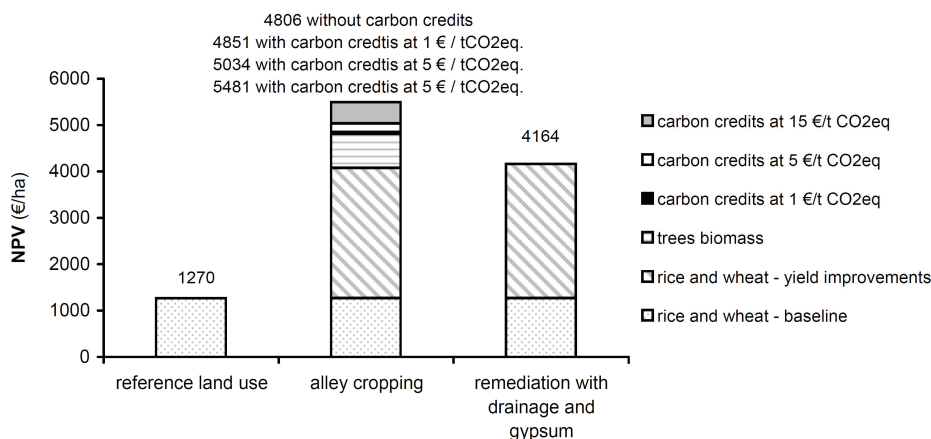 4806 without carbon credits
4851 with carbon credtis at 1 € / tCO2eq.
5034 with carbon credtis at 5 € / tCO2eq.
5481 with carbon credtis at 5 € / tCO2eq.
6000
5000
4000
3000
2000
1000
0
NPV (€/ha)
1270
4164
reference land use
alley cropping
remediation with
drainage and
gypsum
carbon credits at 15 €/t CO2eq
carbon credits at 5 €/t CO2eq
carbon credits at 1 €/t CO2eq
trees biomass
rice and wheat - yield improvements
rice and wheat - baseline